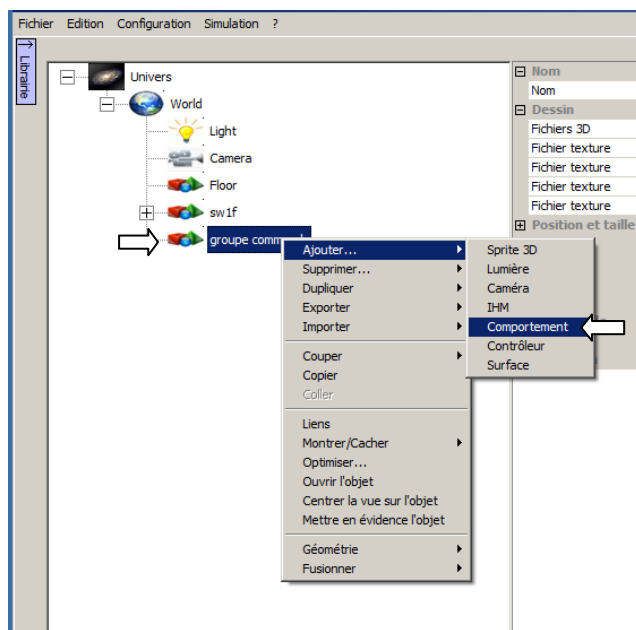 Fichier Edition Configuration Simulation ?
Librairie
Univers
World
Light
Camera
Floor
sw1f
groupe
Ajouter...
Supprimer...
Dupliquer
Exporter
Importer
Couper
Copier
Coller
Liens
Montrer/Cacher
Optimiser...
Ouvrir l'objet
Centrer la vue sur l'objet
Mettre en évidence l'objet
Géométrie
Fusionner
Sprite 3D
Lumière
Caméra
IHM
Comportement
Contrôleur
Surface
Nom
Nom
Dessin
Fichiers 3D
Fichier texture
Fichier texture
Fichier texture
Fichier texture
Position et taille